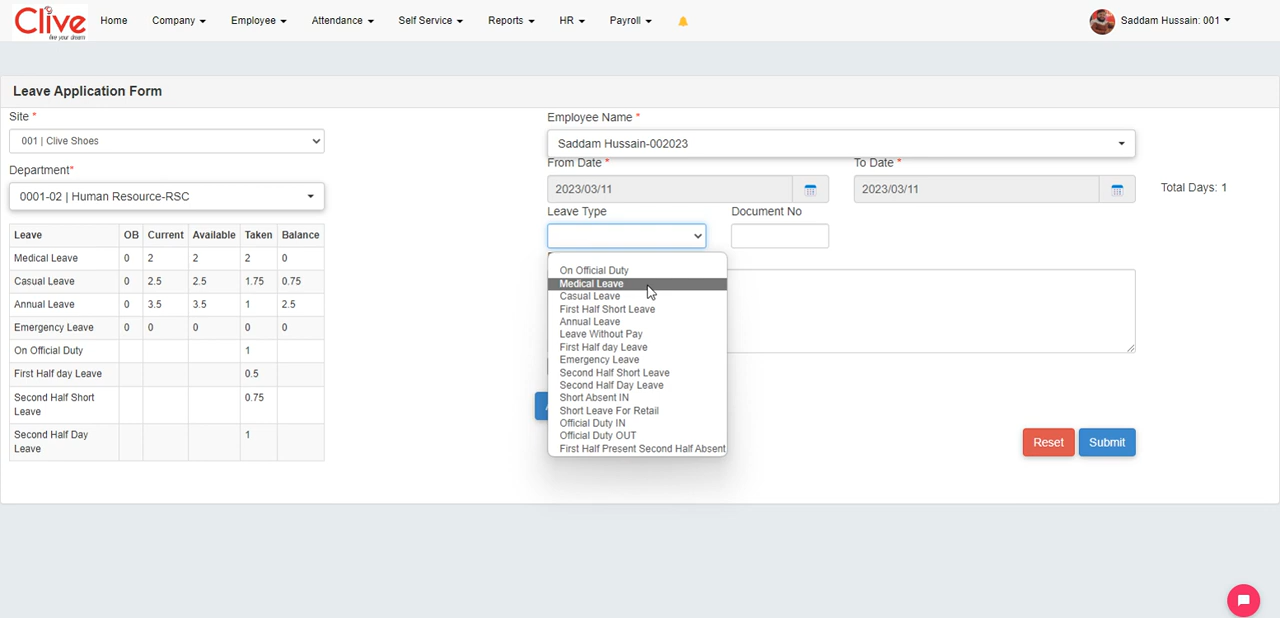 Clive
live your dream
Home Company Employee Attendance Self Service Reports HR Payroll
Saddam Hussain: 001
Leave Application Form
Site *
001 | Clive Shoes
Department*
0001-02 | Human Resource-RSC
Leave OB Current Available Taken Balance
Medical Leave 0 2 2 2 0
Casual Leave 0 2.5 2.5 1.75 0.75
Annual Leave 0 3.5 3.5 1 2.5
Emergency Leave 0 0 0 0 0
On Official Duty 1
First Half day Leave 0.5
Second Half Short 0.75
Leave
Second Half Day 1
Leave
Employee Name *
Saddam Hussain-002023
From Date * To Date *
2023/03/11 2023/03/11 Total Days: 1
Leave Type Document No
On Official Duty
Medical Leave
Casual Leave
First Half Short Leave
Annual Leave
Leave Without Pay
First Half day Leave
Emergency Leave
Second Half Short Leave
Second Half Day Leave
Short Absent IN
Short Leave For Retail
Official Duty IN
Official Duty OUT
First Half Present Second Half Absent
Reset Submit